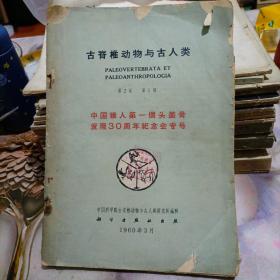 古脊椎动物与古人类
PALEOVERTEBRATA ET
PALEOANTHROPOLOGIA
第2卷 第1期
中国猿人第一个头盖骨
发现30周年纪念会专号
中国科学院古脊椎动物与古人类研究所编辑
科学出版社出版
1960年3月